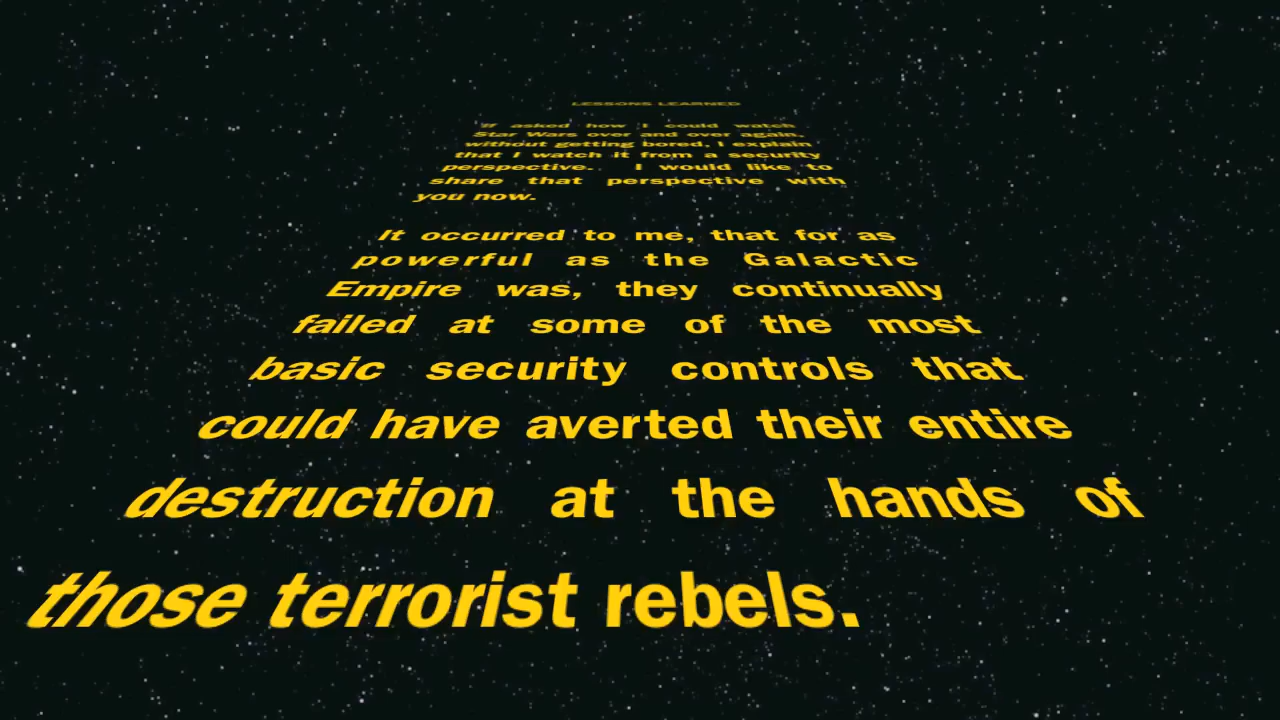 LESSONS LEARNED
If asked how I could watch
Star Wars over and over again,
without getting bored, I explain
that I watch it from a security
perspective. I would like to
share that perspective with
you now.
It occurred to me, that for as
powerful as the Galactic
Empire was, they continually
failed at some of the most
basic security controls that
could have averted their entire
destruction at the hands of
those terrorist rebels.